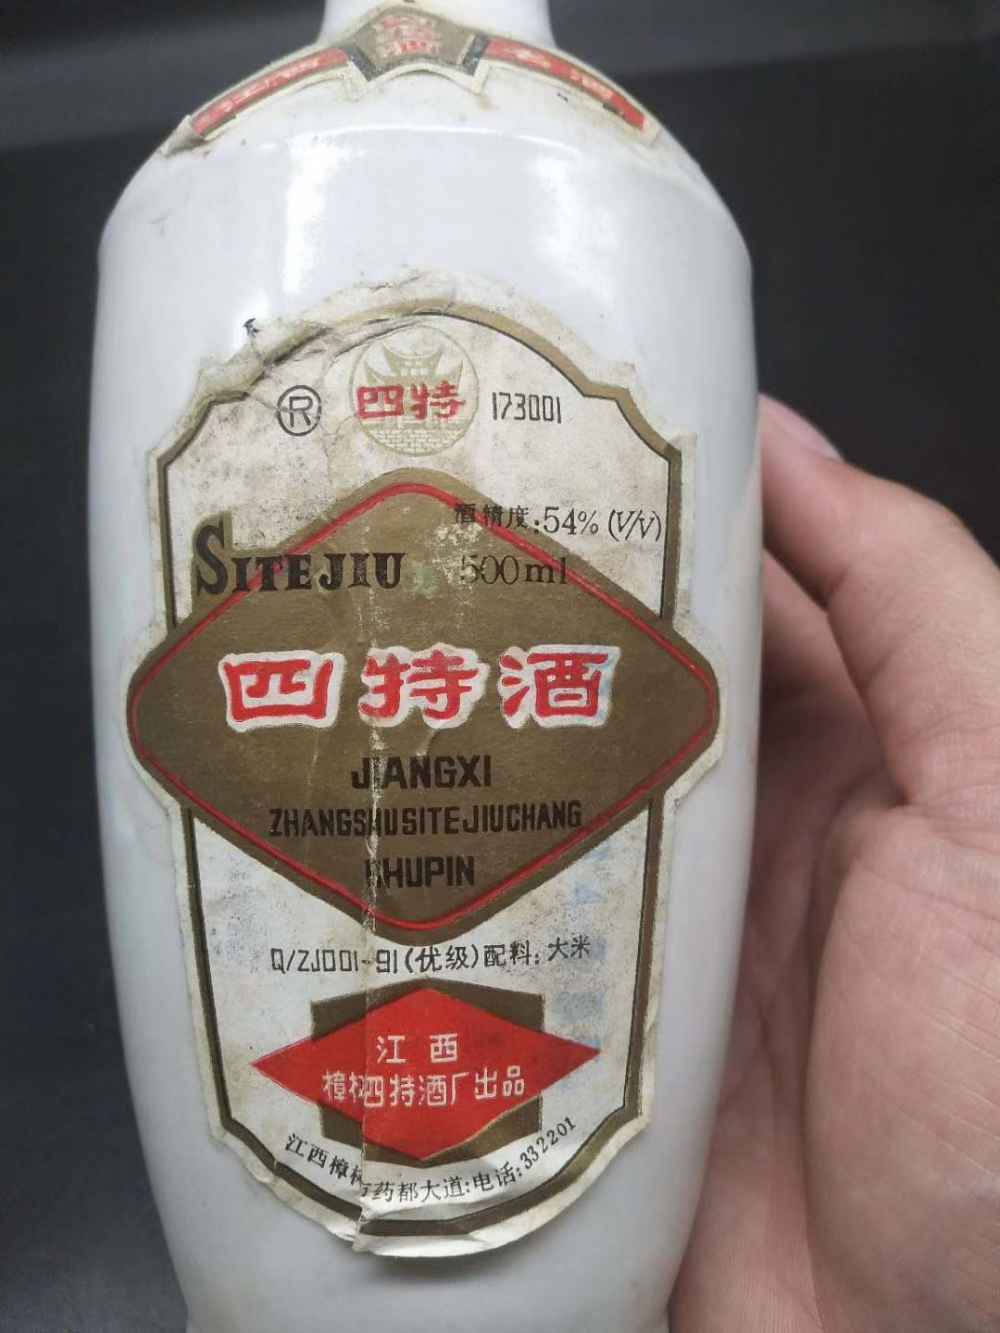 四特
173001
酒精度:54% (V/V)
SITEJIU
500ml
四特酒
JIANGXI
ZHANGSHUSITEJIUCHANG
CHUPIN
Q/ZJ001-91(优级)配料:大米
江西
樟树四特酒厂出品
江西樟树市药都大道:电话:332201